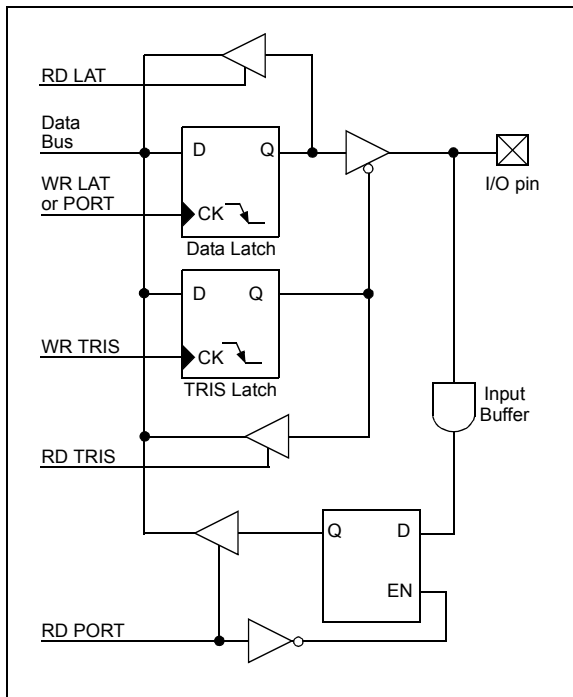 RD LAT
Data
Bus
D Q
WR LAT
or PORT
CK
Data Latch
I/O pin
D Q
WR TRIS
CK
TRIS Latch
Input
Buffer
RD TRIS
Q D
EN
RD PORT